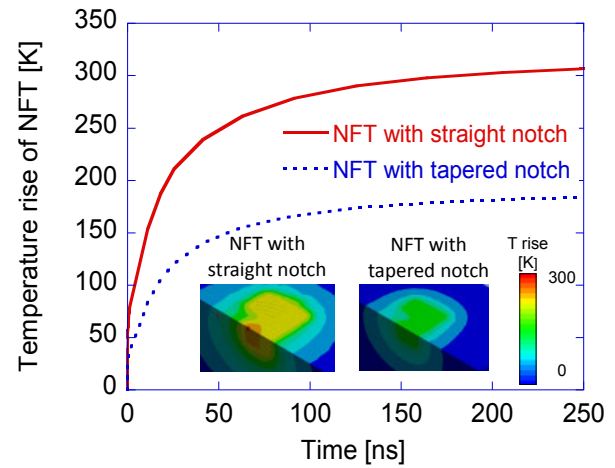 350
300
250
200
150
100
50
0
Temperature rise of NFT [K]
NFT with straight notch
NFT with tapered notch
NFT with
straight notch
NFT with
tapered notch
T rise
[K]
300
0
0
50
100
150
200
250
Time [ns]